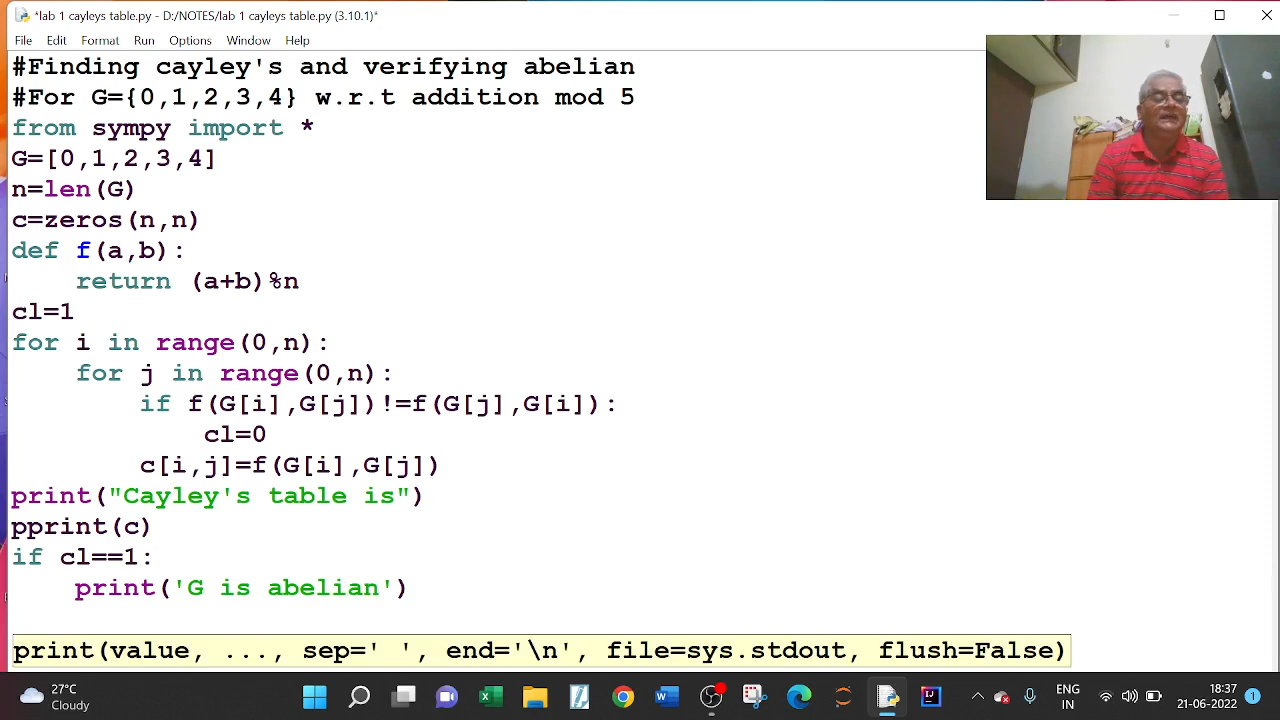 *lab 1 cayleys table.py - D:/NOTES/lab 1 cayleys table.py (3.10.1)*
File Edit Format Run Options Window Help
#Finding cayley's and verifying abelian
#For G={0,1,2,3,4} w.r.t addition mod 5
from sympy import *
G=[0,1,2,3,4]
n=len(G)
c=zeros(n,n)
def f(a,b):
    return (a+b)%n
cl=1
for i in range(0,n):
    for j in range(0,n):
        if f(G[i],G[j])!=f(G[j],G[i]):
            cl=0
        c[i,j]=f(G[i],G[j])
print("Cayley's table is")
pprint(c)
if cl==1:
    print('G is abelian')
print(value, ..., sep=' ', end='\n', file=sys.stdout, flush=False)
27°C
Cloudy
ENG
IN
18:37
21-06-2022
1